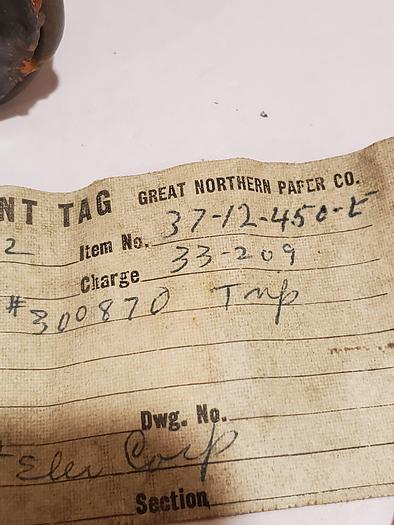 NT TAG GREAT NORTHERN PAPER CO.
2 Item No. 37-12-450-E
Charge 33-209
#300870 Tmp
Dwg. No.
Elec Corp
Section